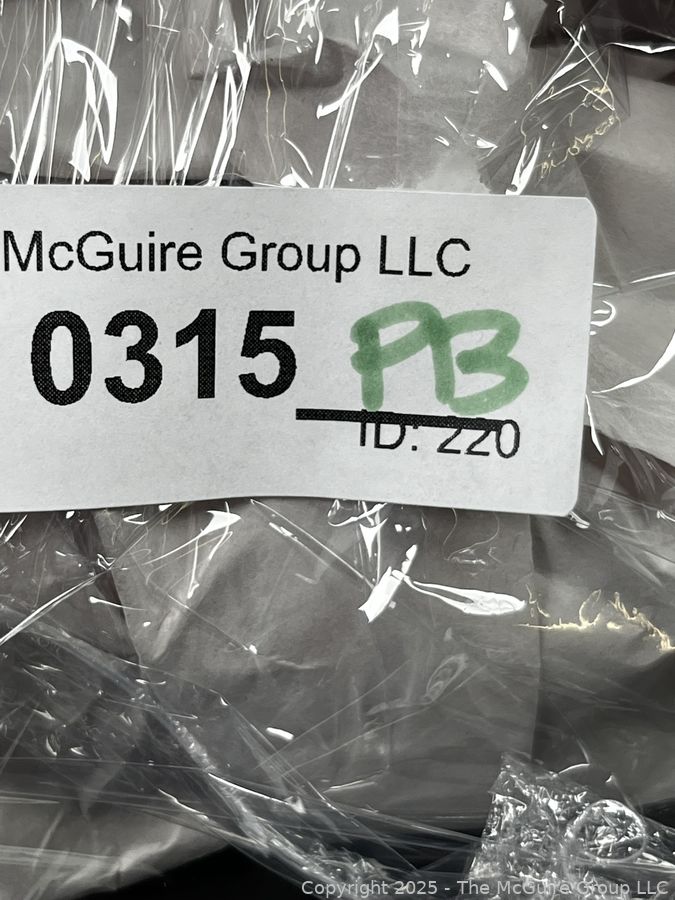 McGuire Group LLC
0315 PB
ID: 220
Copyright 2025 - The McGuire Group LLC